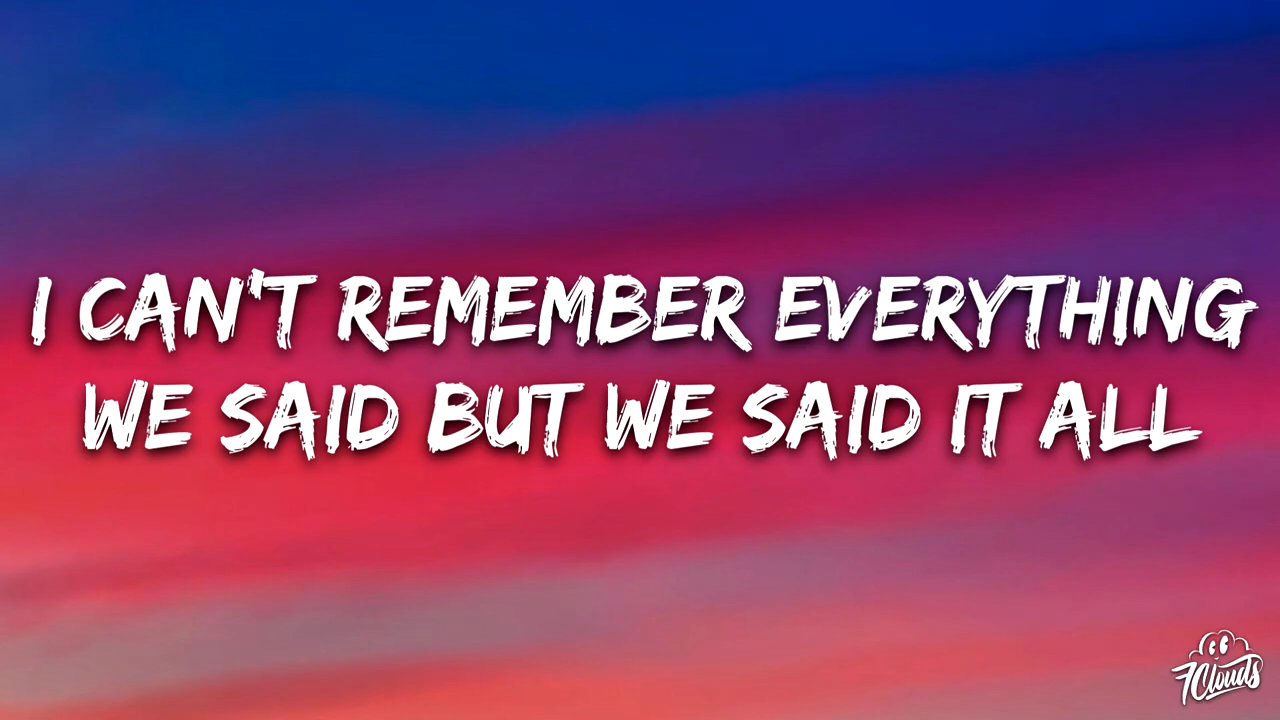 I CAN'T REMEMBER EVERYTHING
WE SAID BUT WE SAID IT ALL
7Clouds